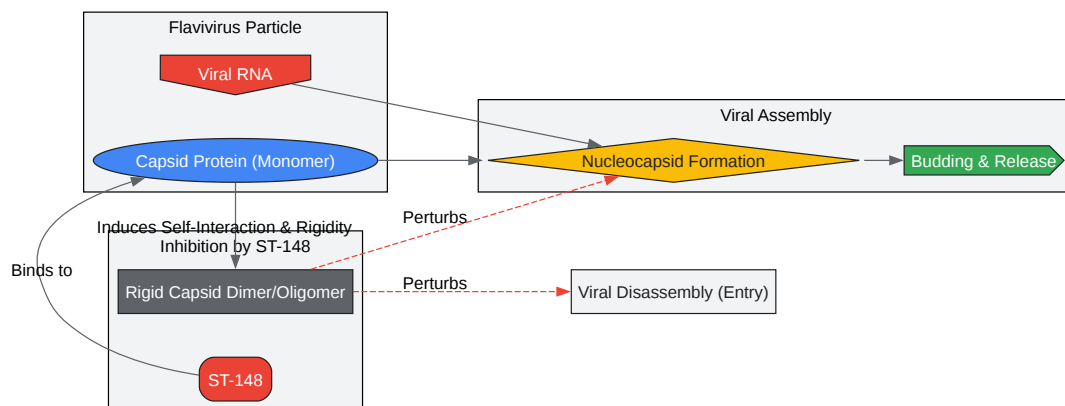 Flavivirus Particle
Viral RNA
Viral Assembly
Capsid Protein (Monomer)
Nucleocapsid Formation
Budding & Release
Perturbs
Induces Self-Interaction & Rigidity
Inhibition by ST-148
Binds to
Rigid Capsid Dimer/Oligomer
Perturbs
Viral Disassembly (Entry)
ST-148